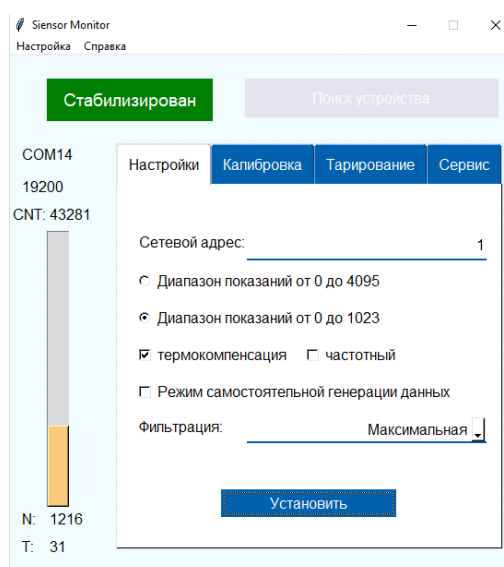 Siensor Monitor
Настройка Справка
Стабилизирован
Поиск устройства
COM14
19200
CNT: 43281
Настройки Калибровка Тарирование Сервис
Сетевой адрес: 1
Диапазон показаний от 0 до 4095
Диапазон показаний от 0 до 1023
термокомпенсация частотный
Режим самостоятельной генерации данных
Фильтрация: Максимальная
Установить
N: 1216
T: 31